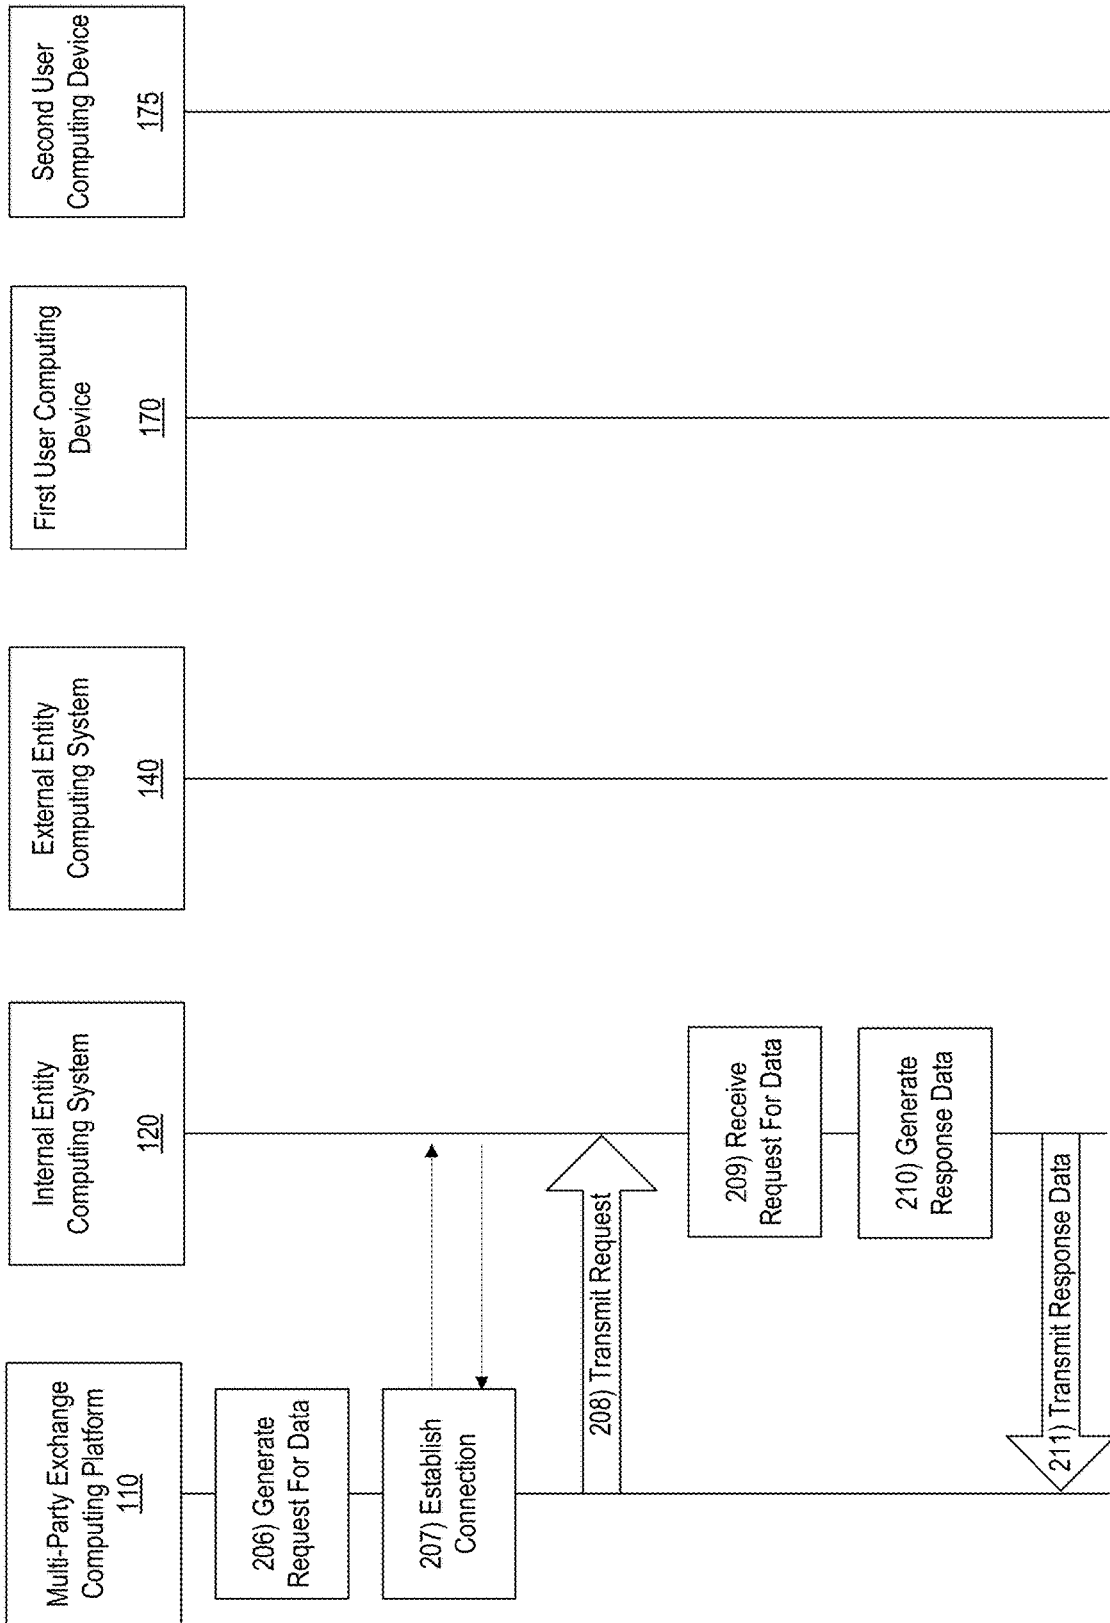 Multi-Party Exchange
Computing Platform
110
Internal Entity
Computing System
120
External Entity
Computing System
140
First User Computing
Device
170
Second User
Computing Device
175
206) Generate
Request For Data
207) Establish
Connection
208) Transmit Request
209) Receive
Request For Data
210) Generate
Response Data
211) Transmit Response Data